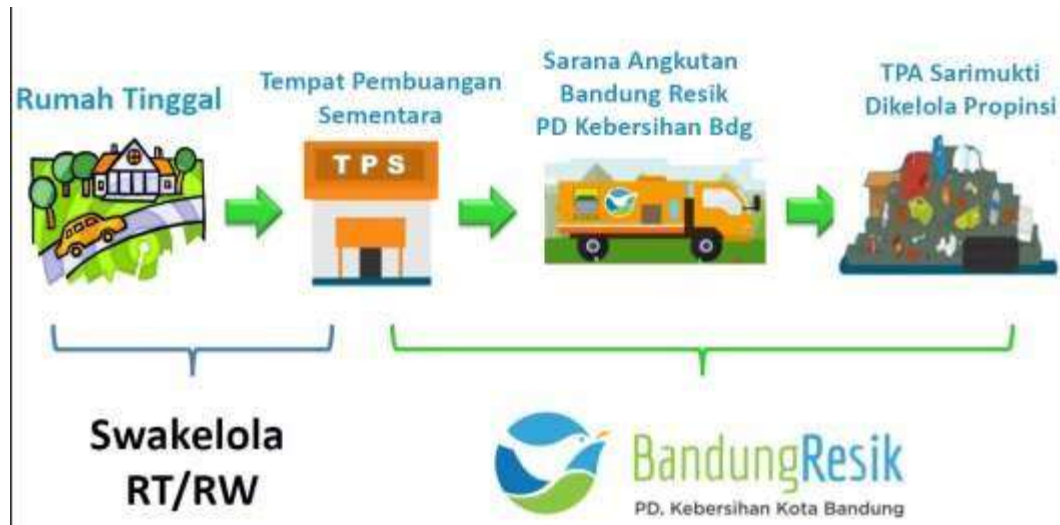 Rumah Tinggal
Tempat Pembuangan
Sementara
Sarana Angkutan
Bandung Resik
PD Kebersihan Bdg
TPA Sarimukti
Dikelola Propinsi
TPS
Swakelola
RT/RW
BandungResik
PD. Kebersihan Kota Bandung